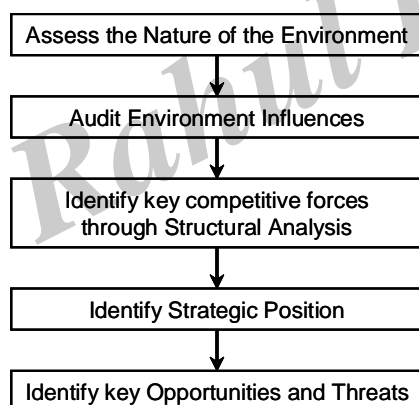 Rahul
Assess the Nature of the Environment
Audit Environment Influences
Identify key competitive forces
through Structural Analysis
Identify Strategic Position
Identify key Opportunities and Threats